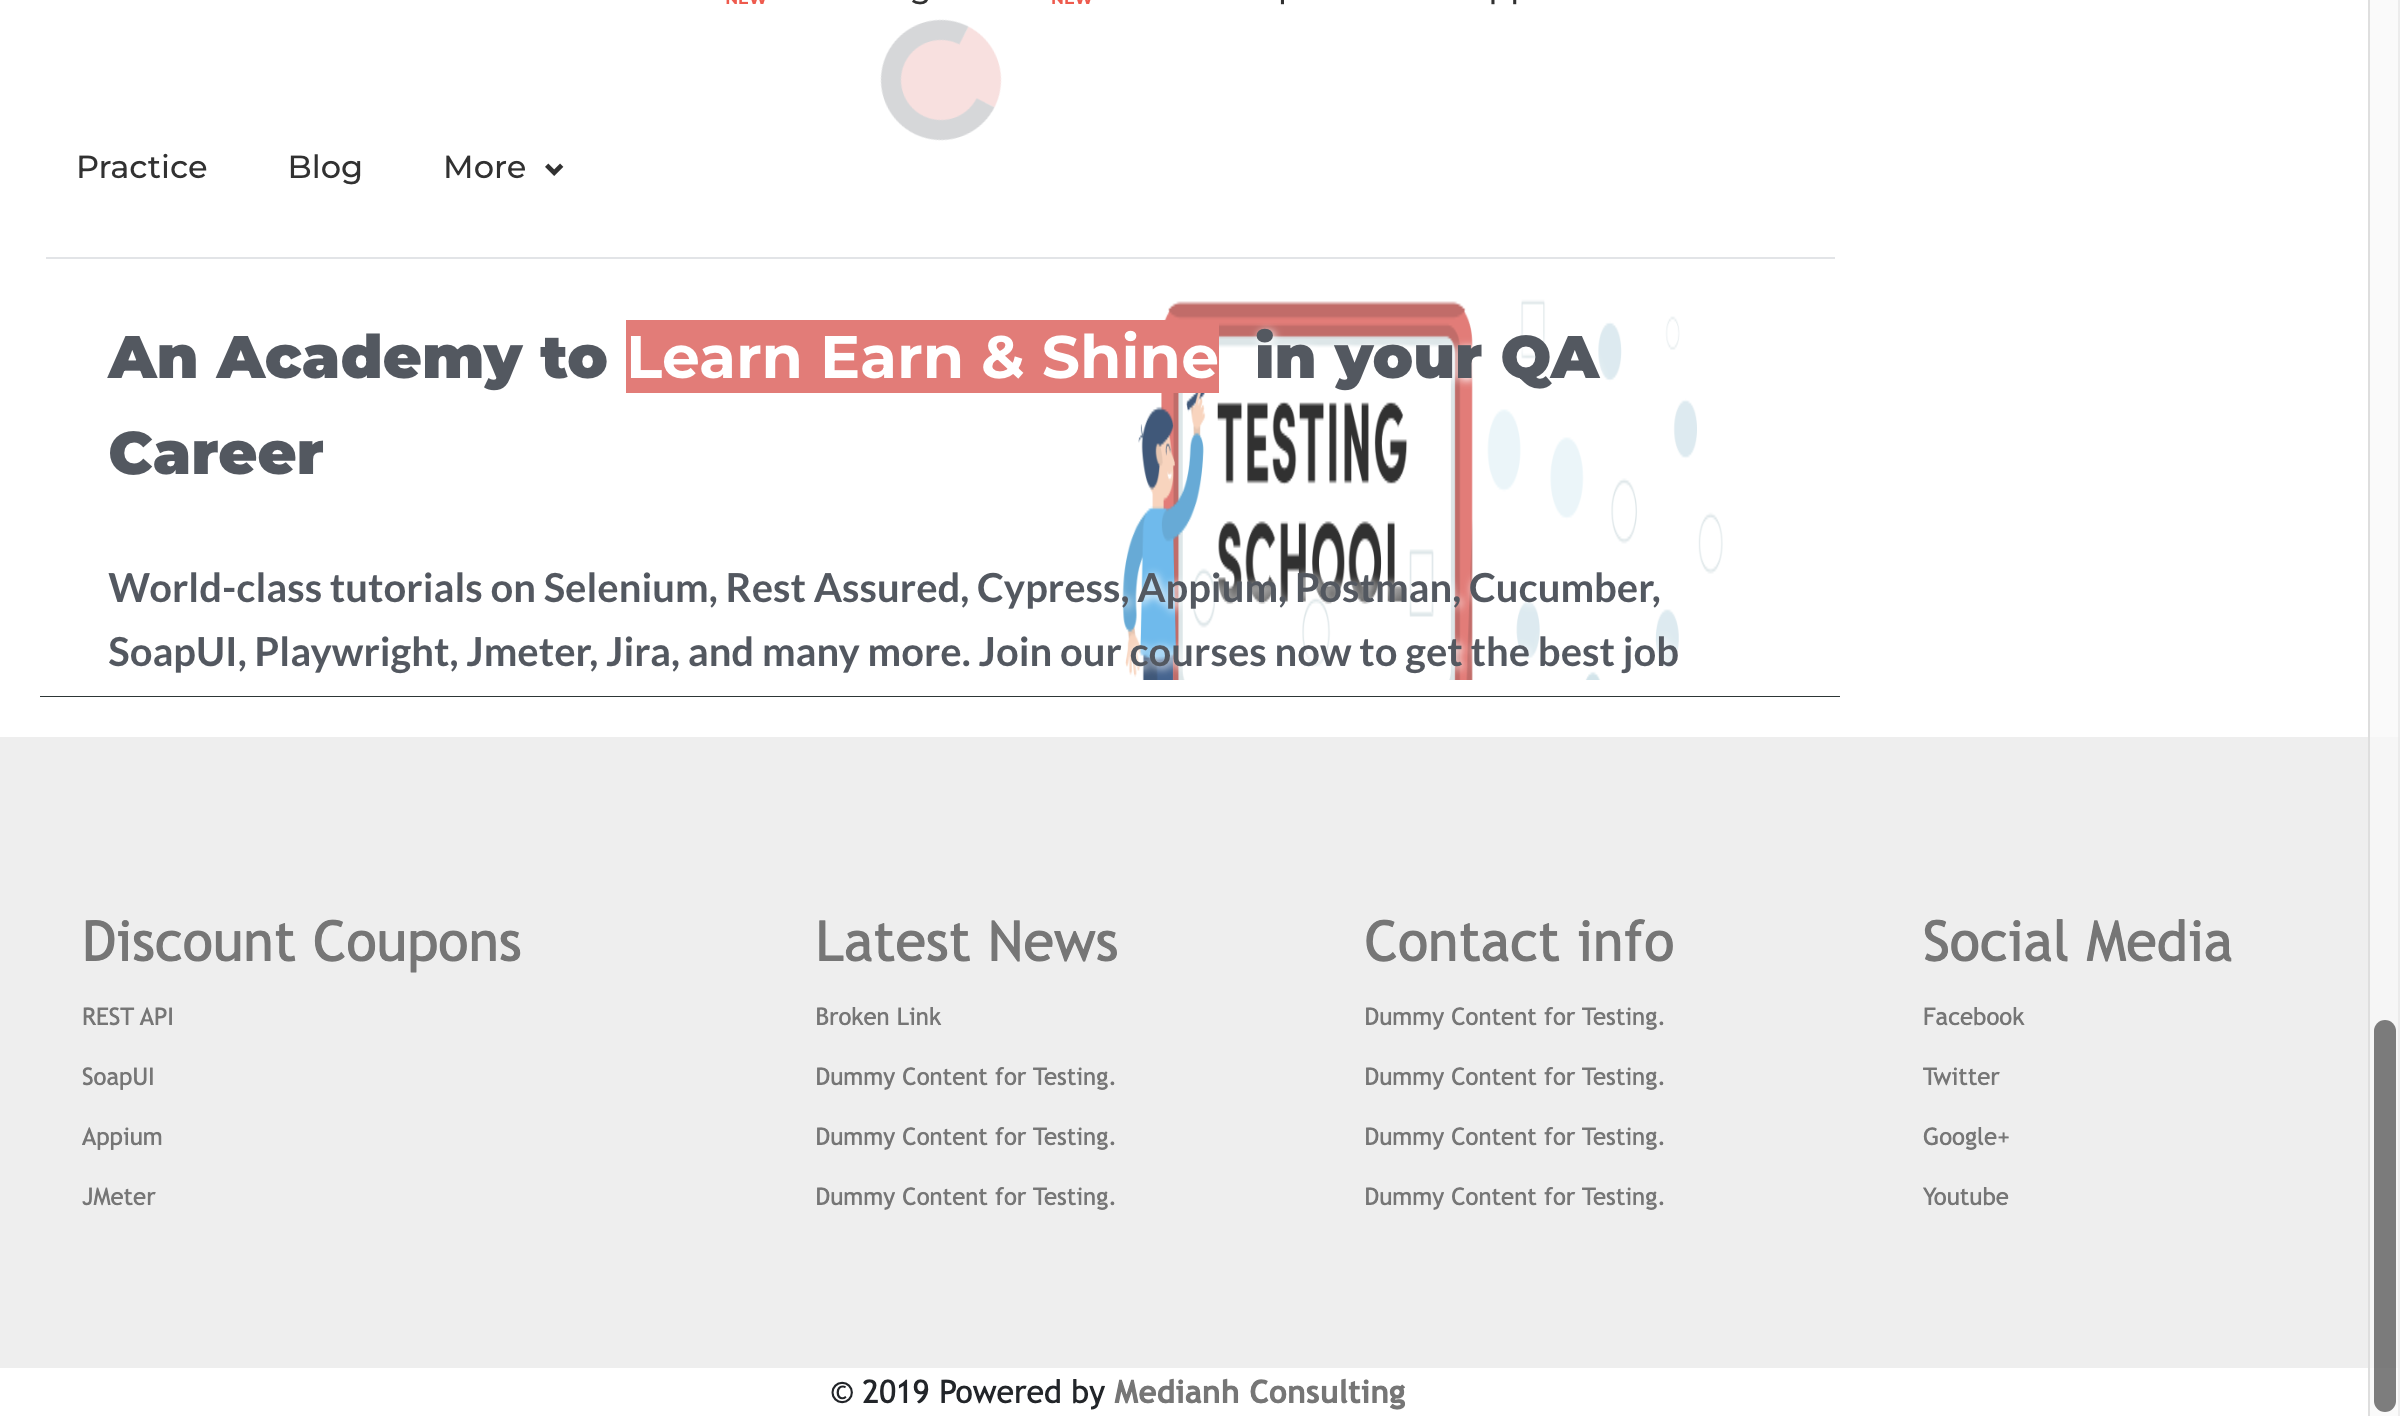 NEW NEW
Practice Blog More
An Academy to Learn Earn & Shine in your QA
Career
TESTING
SCHOOL
World-class tutorials on Selenium, Rest Assured, Cypress, Appium, Postman, Cucumber,
SoapUI, Playwright, Jmeter, Jira, and many more. Join our courses now to get the best job
Discount Coupons
REST API
SoapUI
Appium
JMeter
Latest News
Broken Link
Dummy Content for Testing.
Dummy Content for Testing.
Dummy Content for Testing.
Contact info
Dummy Content for Testing.
Dummy Content for Testing.
Dummy Content for Testing.
Dummy Content for Testing.
Social Media
Facebook
Twitter
Google+
Youtube
© 2019 Powered by Medianh Consulting